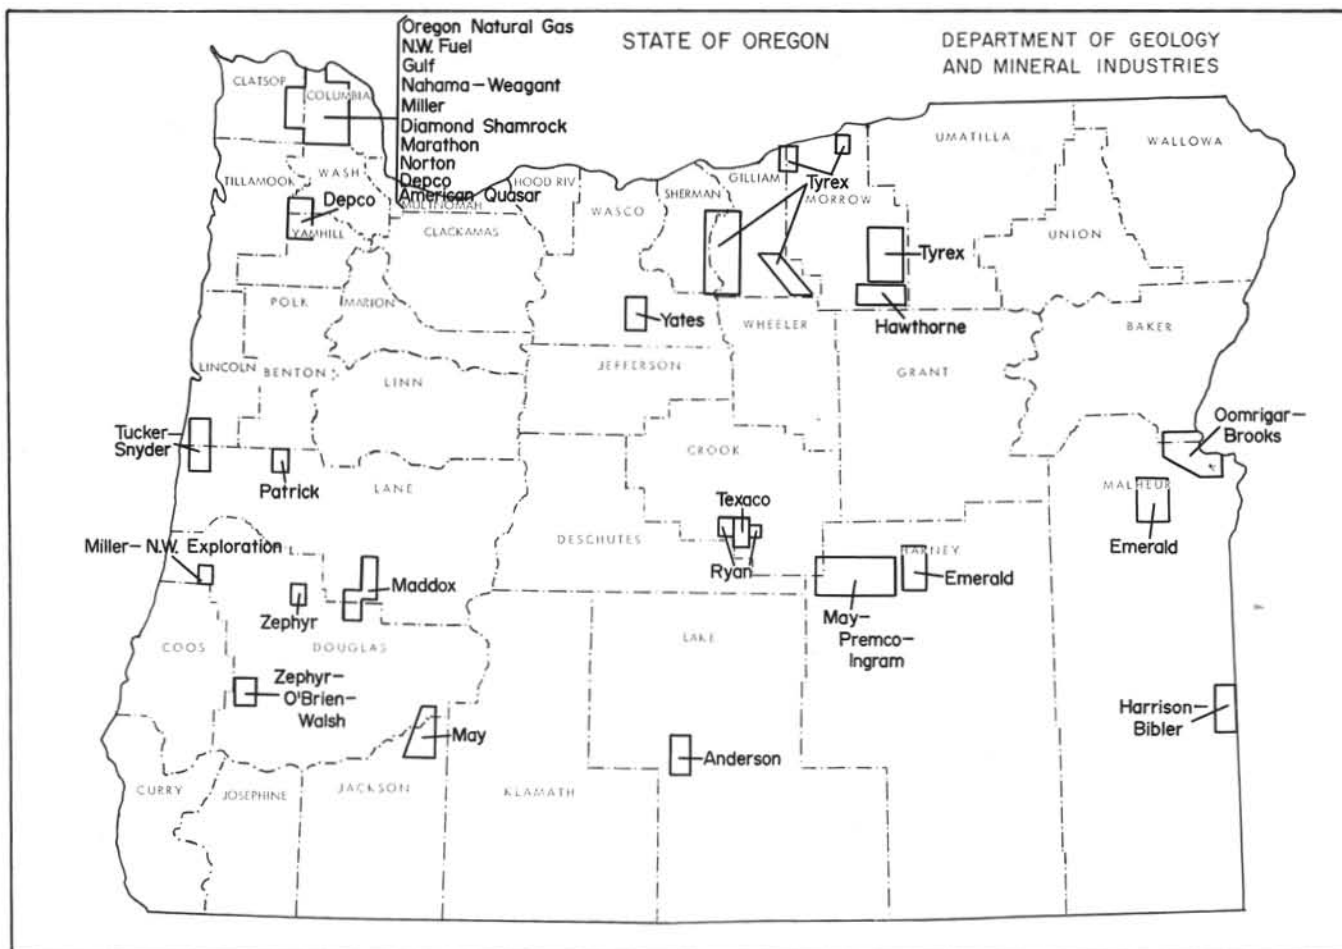 Oregon Natural Gas
N.W. Fuel
Gulf
Nahama-Weagant
Miller
Diamond Shamrock
Marathon
Norton
Depco
American Quasar
STATE OF OREGON
DEPARTMENT OF GEOLOGY
AND MINERAL INDUSTRIES
CLATSOP
COLUMBIA
TILLAMOOK
WASH
Depco
YAMHILL
MULTNOMAH
HOOD RIV
CLACKAMAS
WASCO
SHERMAN
GILLIAM
Tyrex
MORROW
UMATILLA
WALLOWA
UNION
Tyrex
Hawthorne
POLK
MARION
Yates
WHEELER
BAKER
LINCOLN
BENTON
LINN
JEFFERSON
GRANT
Tucker-
Snyder
Patrick
LANE
CROOK
Oomrigar-
Brooks
MALHEUR
Emerald
Texaco
DESCHUTES
Ryan
HARNEY
Emerald
May-
Premco-
Ingram
Miller-N.W. Exploration
Zephyr
Maddox
COOS
DOUGLAS
LAKE
Zephyr-
O'Brien-
Walsh
May
Anderson
Harrison-
Bibler
CURRY
JOSEPHINE
JACKSON
KLAMATH